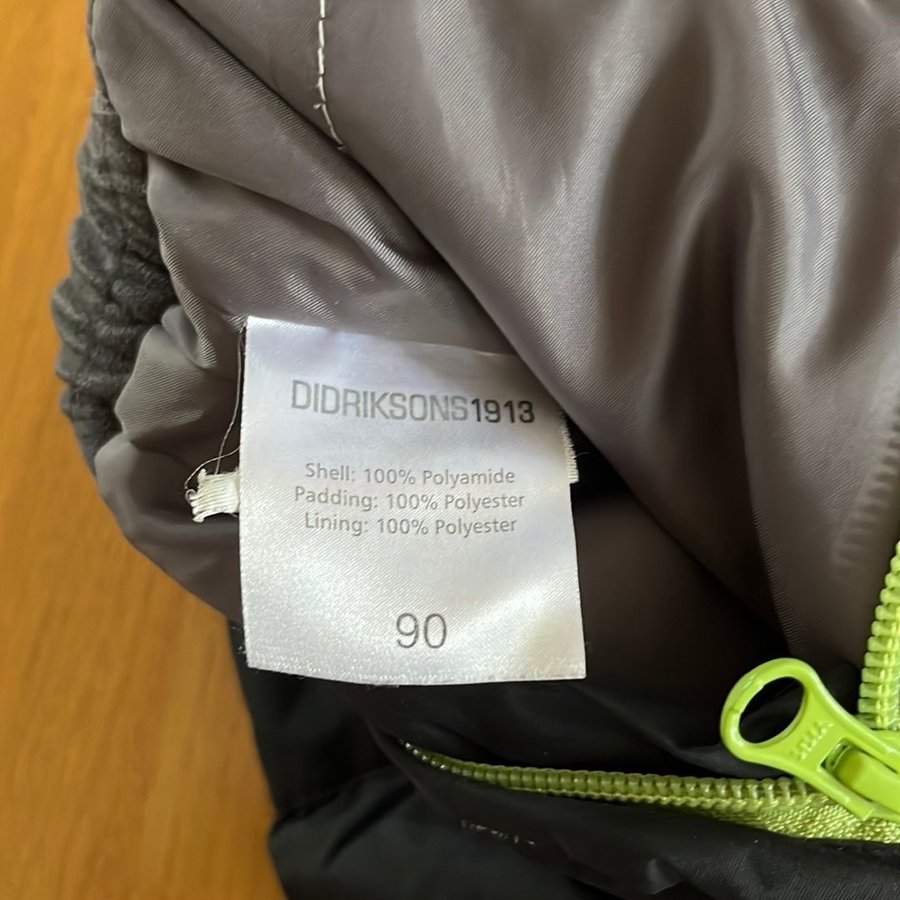 DIDRIKSONS1913
Shell: 100% Polyamide
Padding: 100% Polyester
Lining: 100% Polyester
90